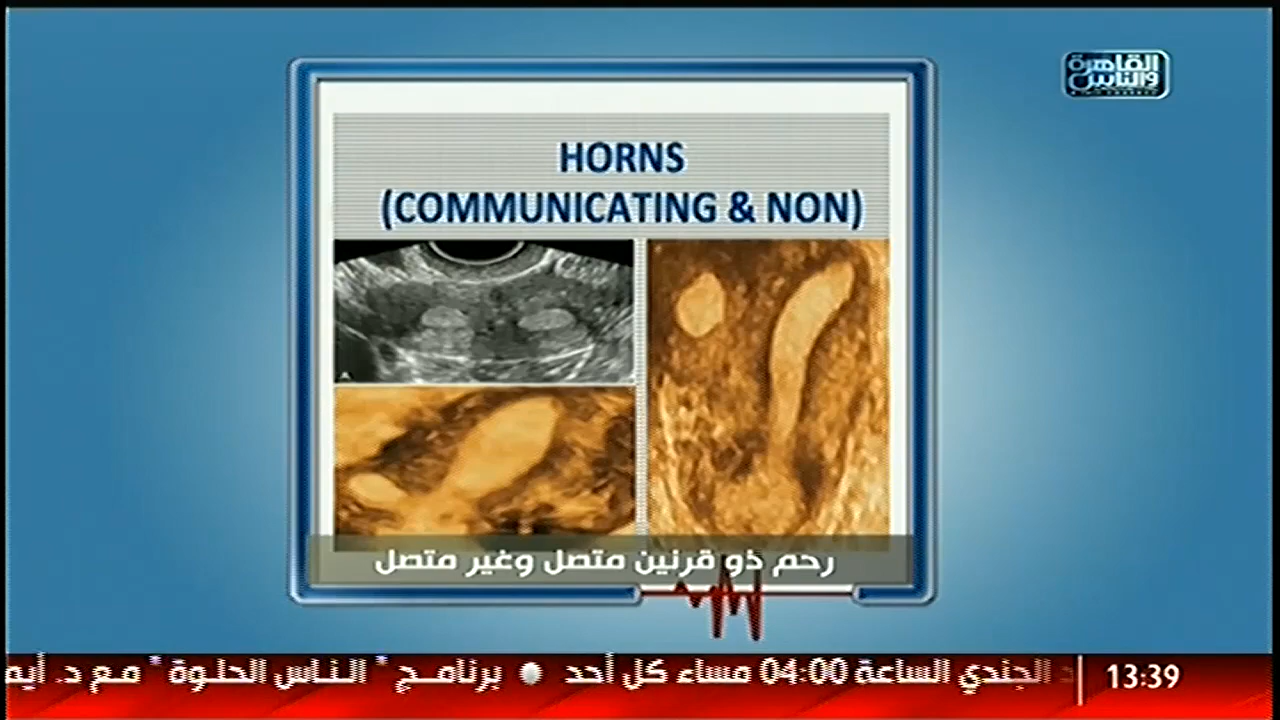 القاهرة
والناس
HORNS
(COMMUNICATING & NON)
A
رحم ذو قرنين متصل وغير متصل
الجندي الساعة 04:00 مساء كل أحد ● برنامج " الناس الحلوة " مع د.
13:39